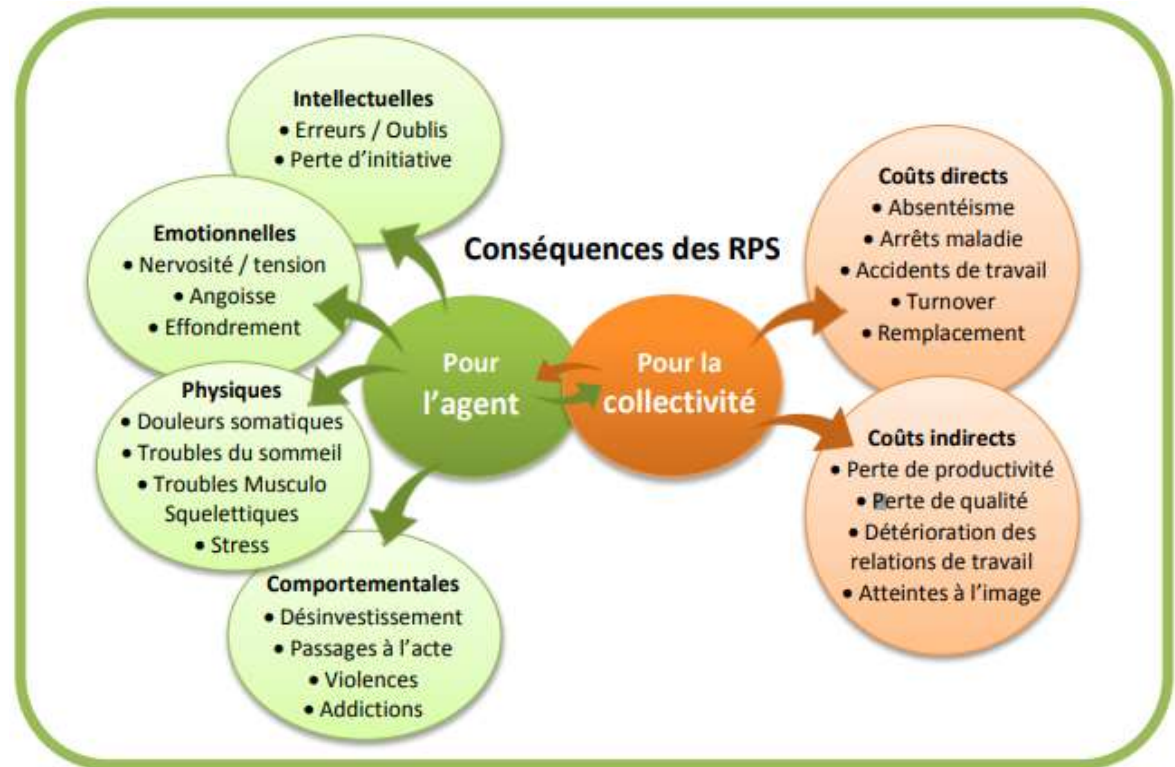 Conséquences des RPS
Pour
l'agent
Pour la
collectivité
Intellectuelles
• Erreurs / Oublis
• Perte d'initiative
Emotionnelles
• Nervosité / tension
• Angoisse
• Effondrement
Physiques
• Douleurs somatiques
• Troubles du sommeil
• Troubles Musculo
Squelettiques
• Stress
Comportementales
• Désinvestissement
• Passages à l'acte
• Violences
• Addictions
Coûts directs
• Absentéisme
• Arrêts maladie
• Accidents de travail
• Turnover
• Remplacement
Coûts indirects
• Perte de productivité
• Perte de qualité
• Détérioration des
relations de travail
• Atteintes à l'image